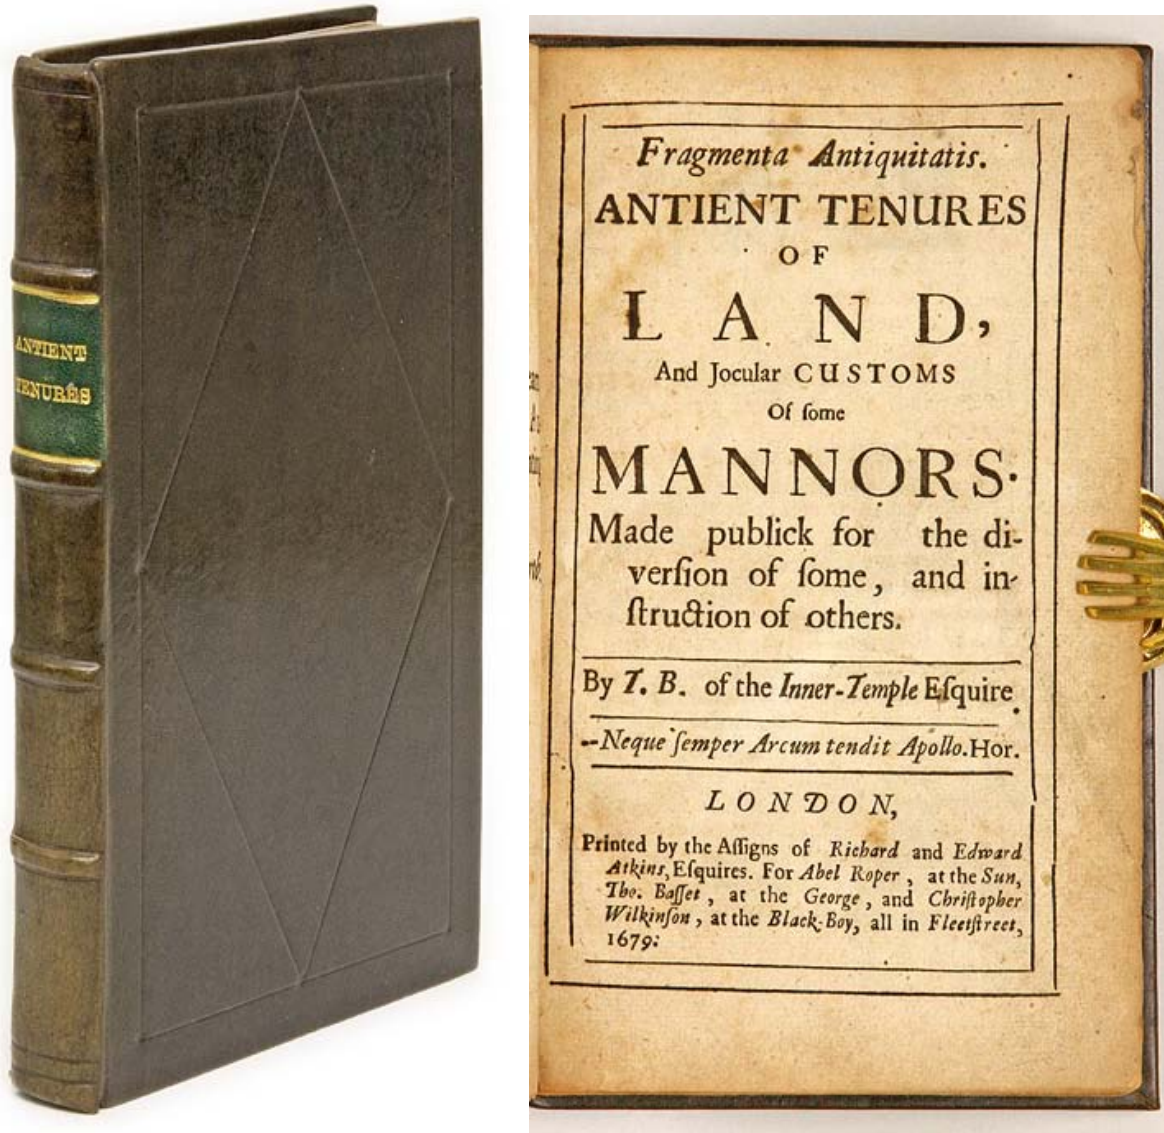 ANTIENT
TENURES
Fragmenta Antiquitatis.
ANTIENT TENURES
OF
LAND,
And Jocular CUSTOMS
Of ſome
MANNORS.
Made publick for the di-
verſion of ſome, and in-
ſtruction of others.
By T. B. of the Inner-Temple Eſquire.
--Neque ſemper Arcum tendit Apollo. Hor.
LONDON,
Printed by the Aſſigns of Richard and Edward
Atkins, Eſquires. For Abel Roper, at the Sun,
Tho. Baſſet, at the George, and Chriſtopher
Wilkinſon, at the Black-Boy, all in Fleetſtreet,
1679.